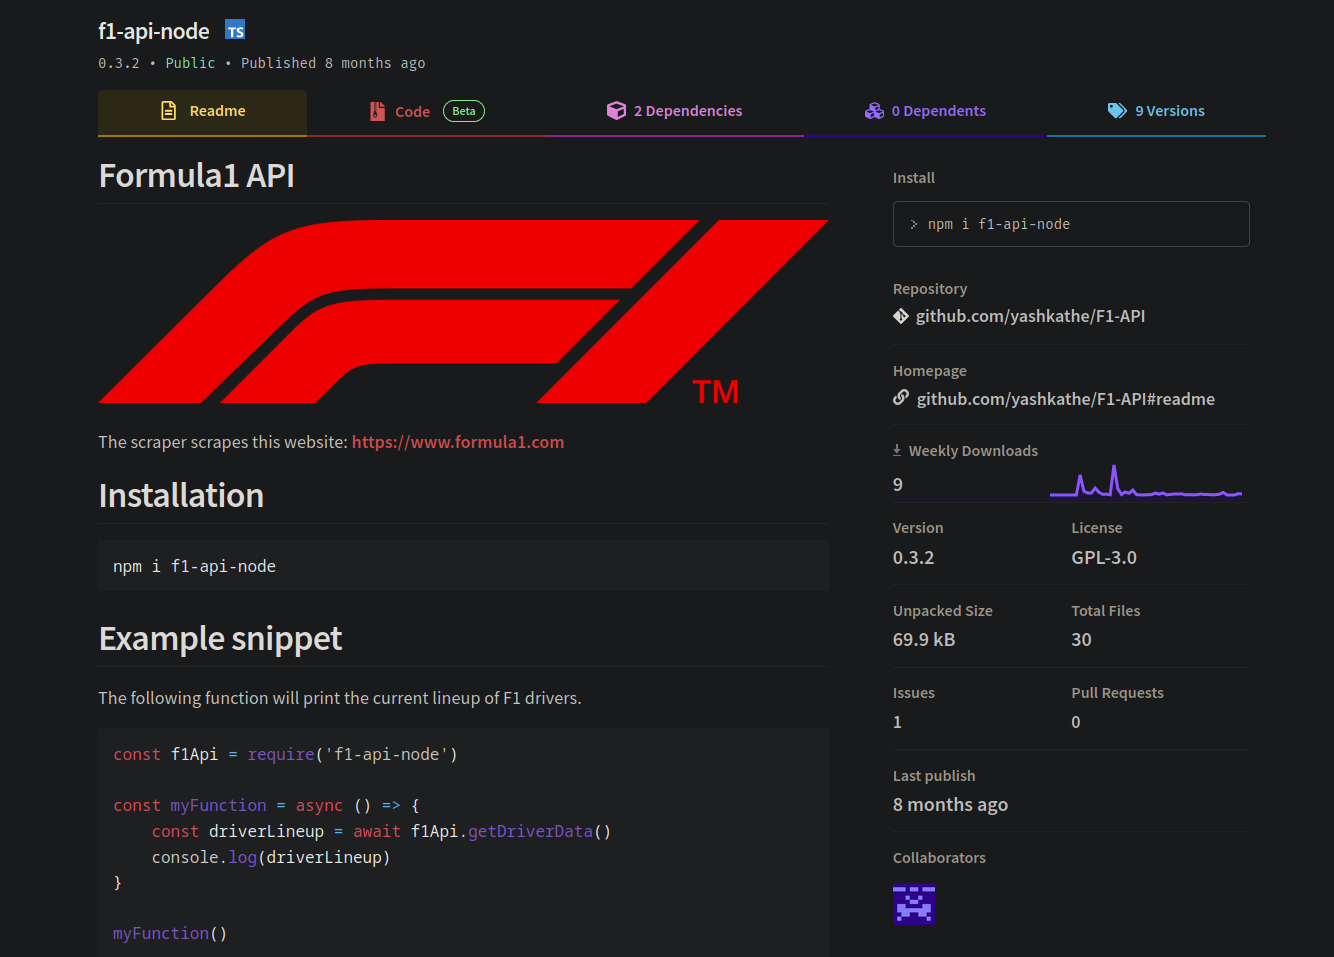 f1-api-node TS
0.3.2 • Public • Published 8 months ago
Readme
Code Beta
2 Dependencies
0 Dependents
9 Versions
Formula1 API
TM
The scraper scrapes this website: https://www.formula1.com
Installation
npm i f1-api-node
Example snippet
The following function will print the current lineup of F1 drivers.
const f1Api = require('f1-api-node')
const myFunction = async () => {
    const driverLineup = await f1Api.getDriverData()
    console.log(driverLineup)
}
myFunction()
Install
> npm i f1-api-node
Repository
github.com/yashkathe/F1-API
Homepage
github.com/yashkathe/F1-API#readme
Weekly Downloads
9
Version
0.3.2
License
GPL-3.0
Unpacked Size
69.9 kB
Total Files
30
Issues
1
Pull Requests
0
Last publish
8 months ago
Collaborators